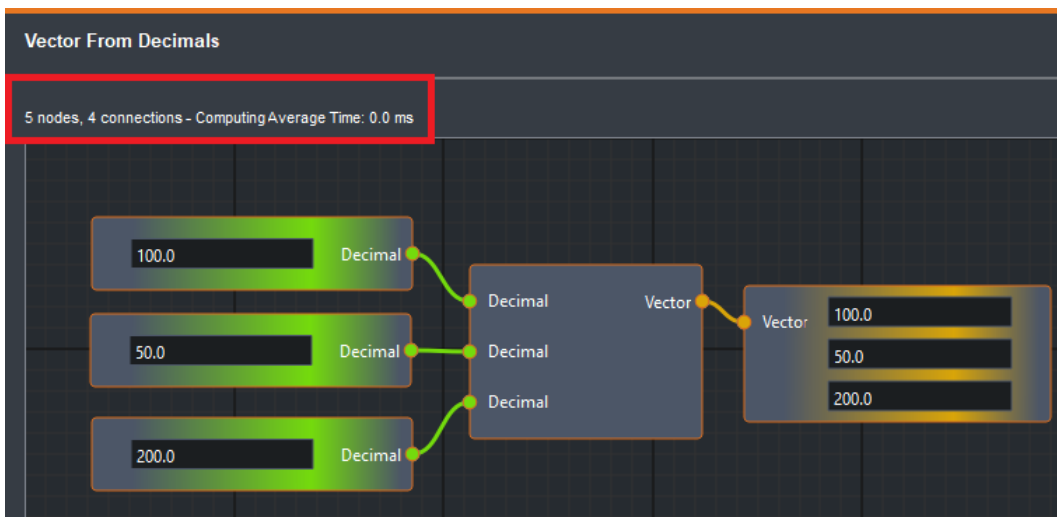 Vector From Decimals
5 nodes, 4 connections - Computing Average Time: 0.0 ms
100.0 Decimal
50.0 Decimal
200.0 Decimal
Decimal Vector
Decimal
Decimal
Vector 100.0
50.0
200.0